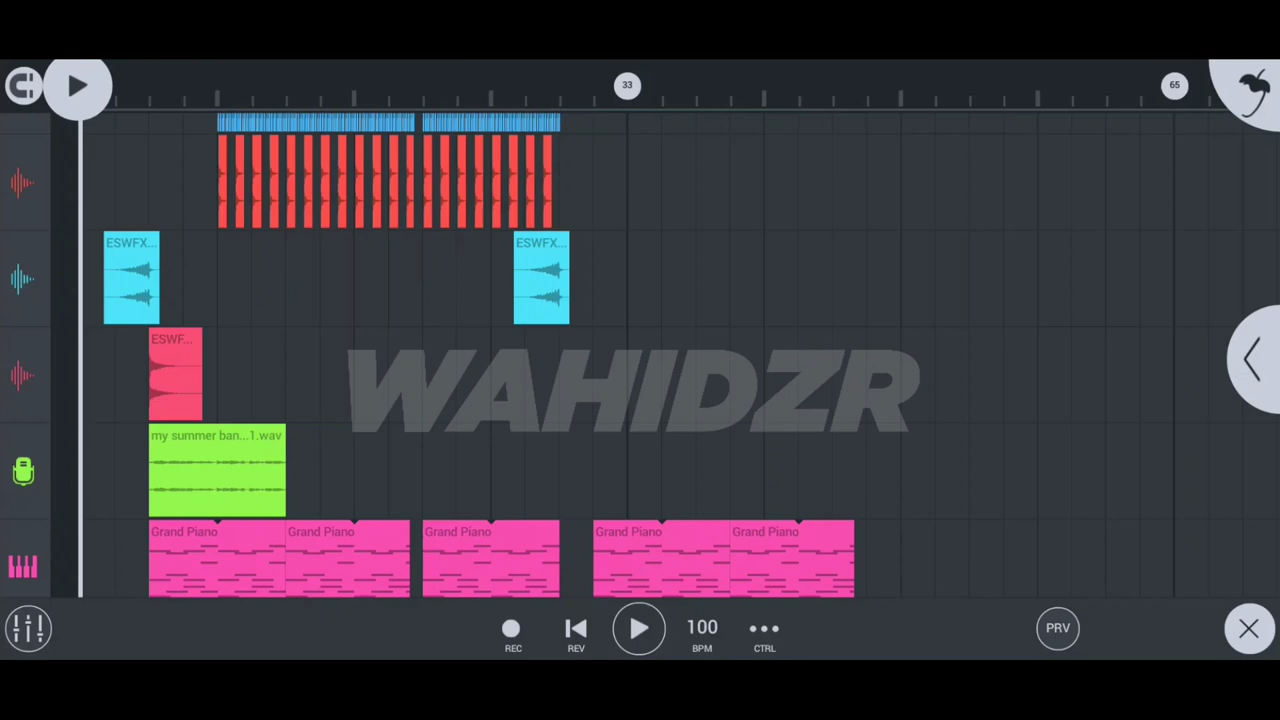 33
65
ESWFX...
ESWFX...
ESWF...
WAHIDZR
my summer ban...1.wav
Grand Piano
Grand Piano
Grand Piano
Grand Piano
Grand Piano
100
PRV
REC
REV
BPM
CTRL